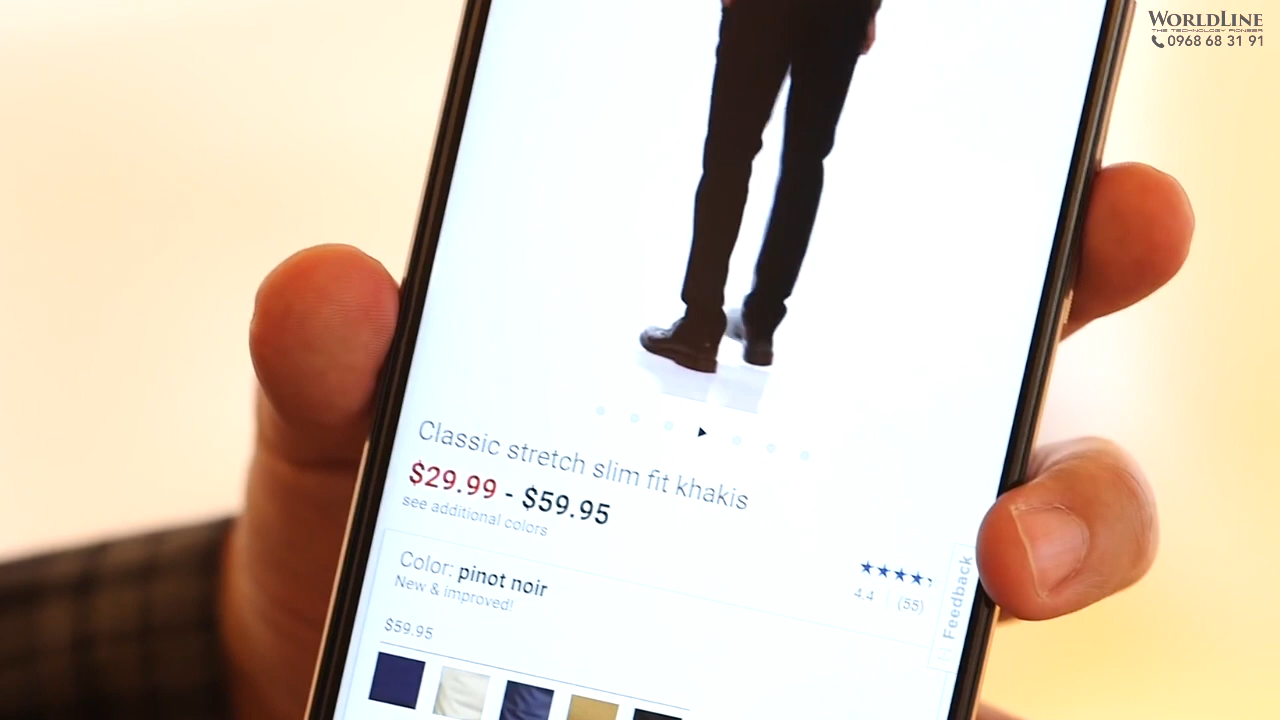 WORLDLINE
THE TECHNOLOGY PIONEER
0968 68 31 91
Classic stretch slim fit khakis
$29.99 - $59.95
see additional colors
Color: pinot noir
New & improved!
4.4 | (55)
Feedback
$59.95